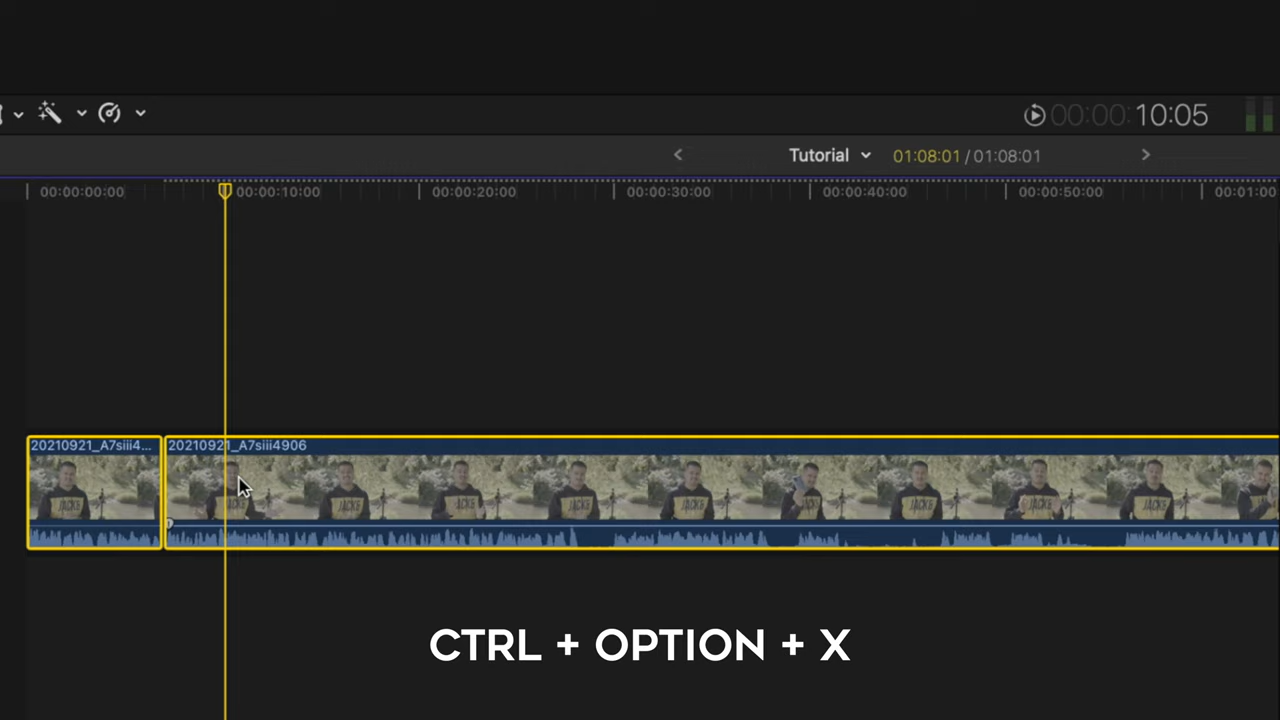 00:00:10:05
Tutorial 01:08:01 / 01:08:01
00:00:00:00 00:00:10:00 00:00:20:00 00:00:30:00 00:00:40:00 00:00:50:00 00:01:00
20210921_A7siii4... 20210921_A7siii4906
CTRL + OPTION + X